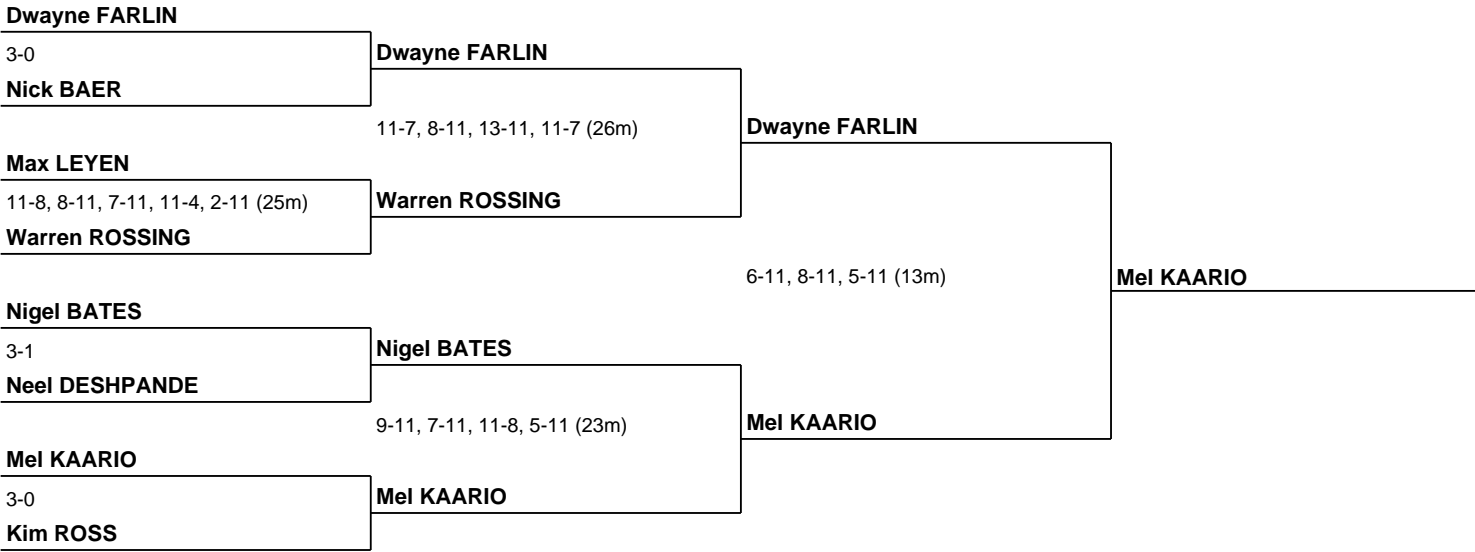 Dwayne FARLIN
3-0
Nick BAER
Max LEYEN
11-8, 8-11, 7-11, 11-4, 2-11 (25m)
Warren ROSSING
Nigel BATES
3-1
Neel DESHPANDE
Mel KAARIO
3-0
Kim ROSS
Dwayne FARLIN
11-7, 8-11, 13-11, 11-7 (26m)
Warren ROSSING
Nigel BATES
9-11, 7-11, 11-8, 5-11 (23m)
Mel KAARIO
Dwayne FARLIN
6-11, 8-11, 5-11 (13m)
Mel KAARIO
Mel KAARIO